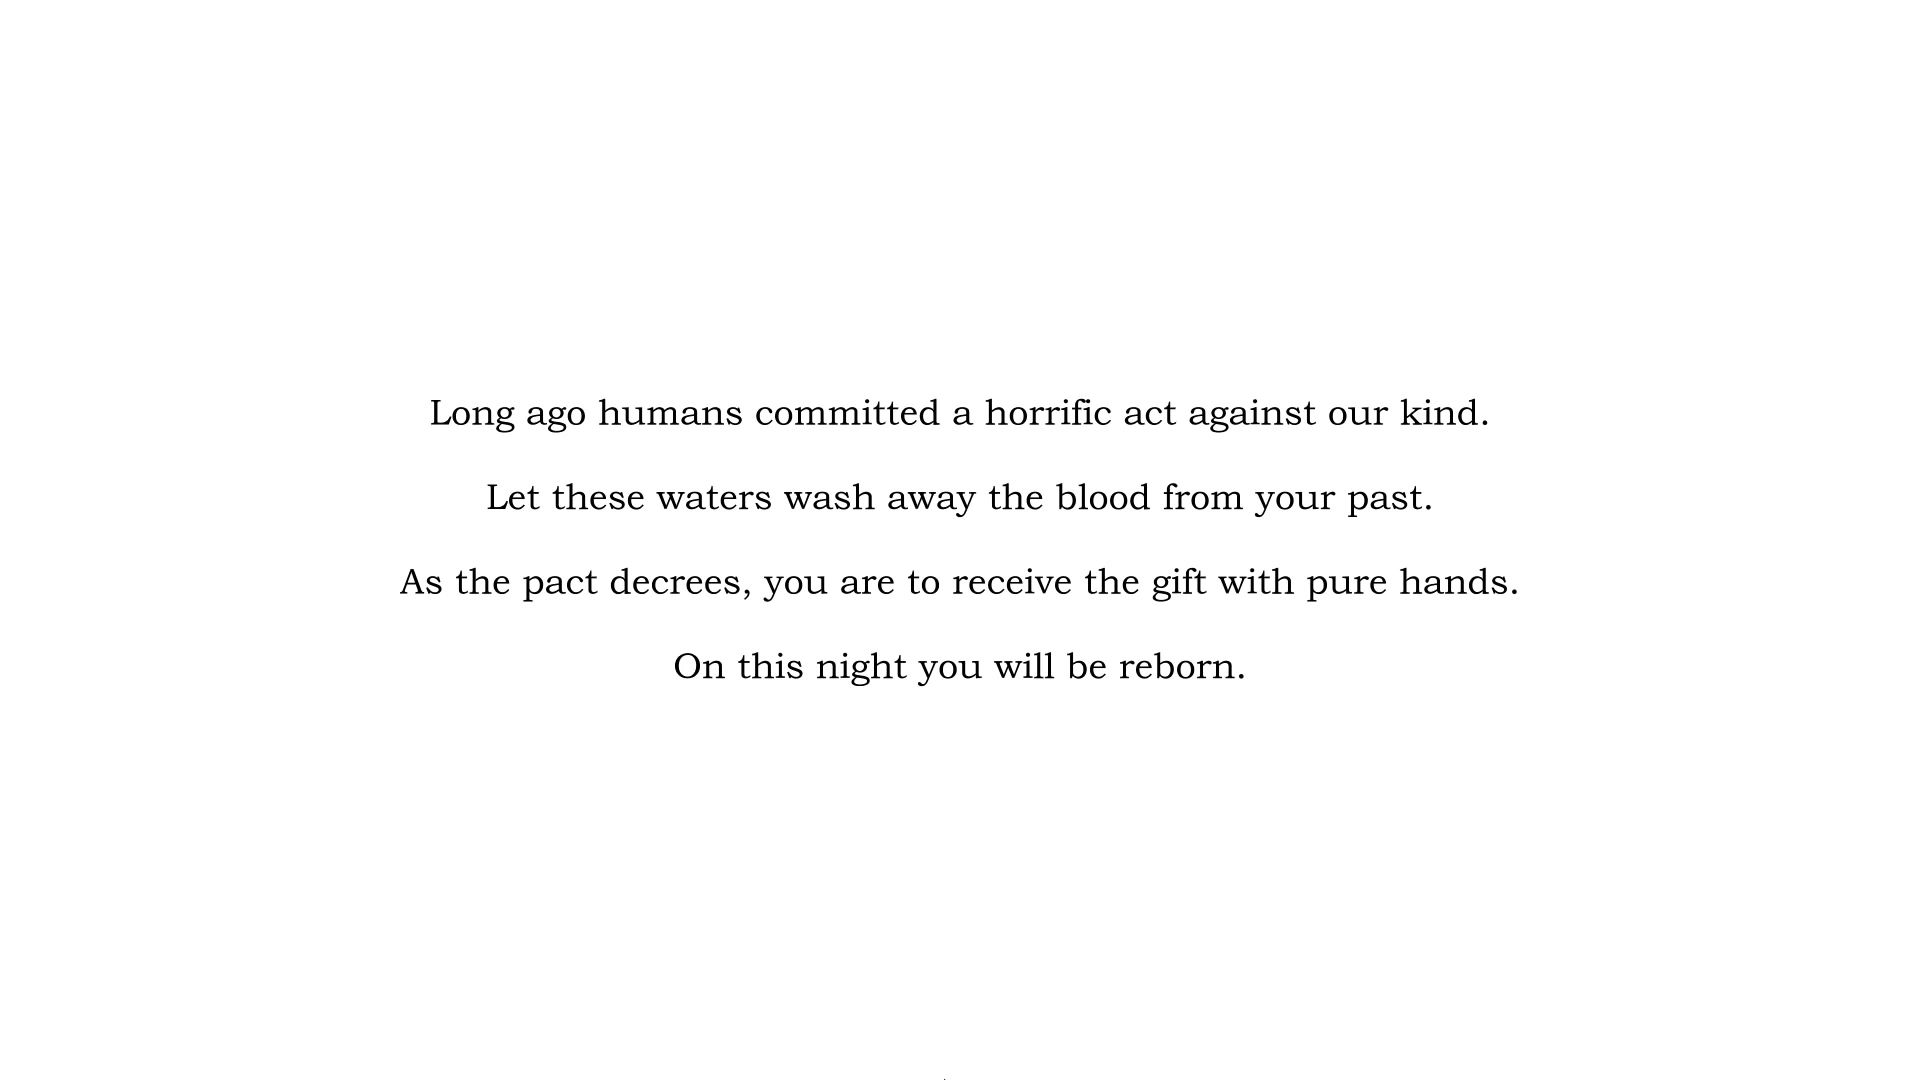 Long ago humans committed a horrific act against our kind.
Let these waters wash away the blood from your past.
As the pact decrees, you are to receive the gift with pure hands.
On this night you will be reborn.